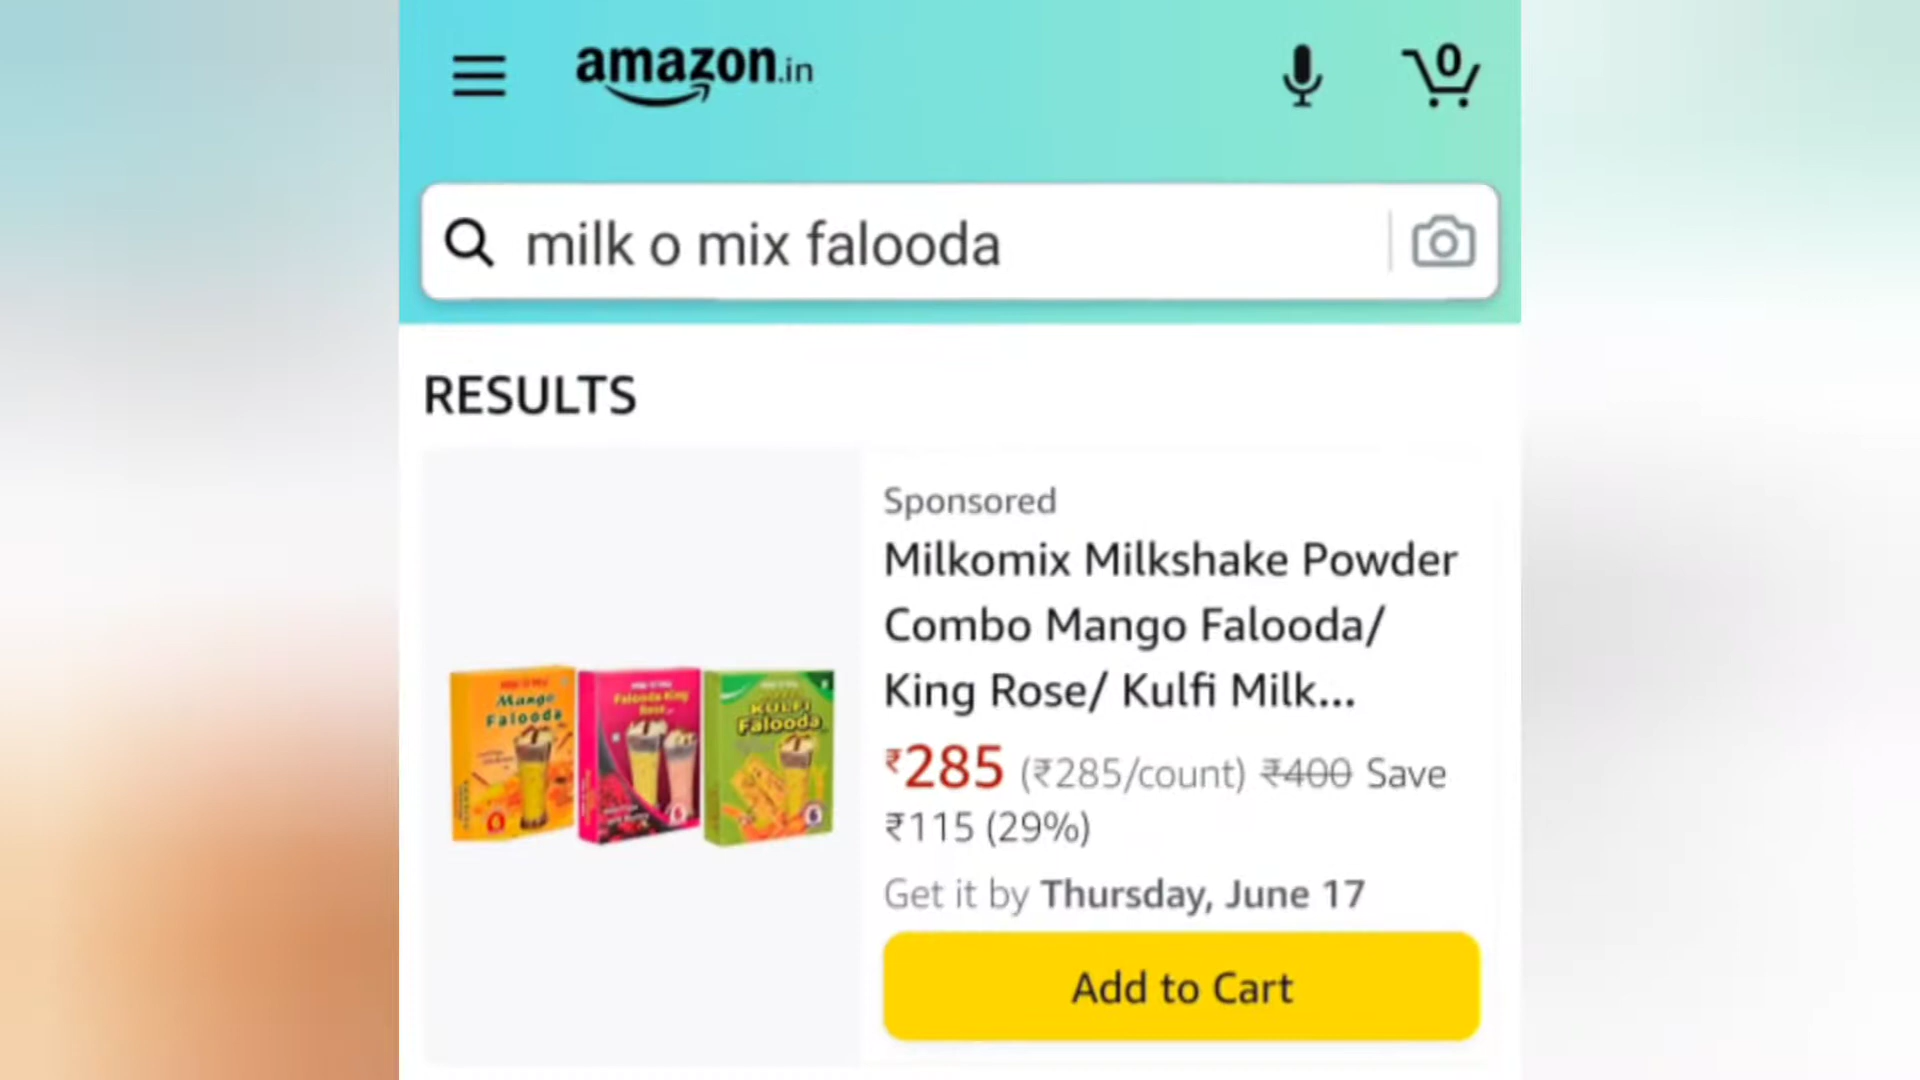 amazon.in
0
milk o mix falooda
RESULTS
Sponsored
Milkomix Milkshake Powder
Combo Mango Falooda/
King Rose/ Kulfi Milk...
₹285 (₹285/count) ₹400 Save
₹115 (29%)
Get it by Thursday, June 17
Add to Cart
Mango
Falooda
Falooda King
Rose
KULFI
Falooda